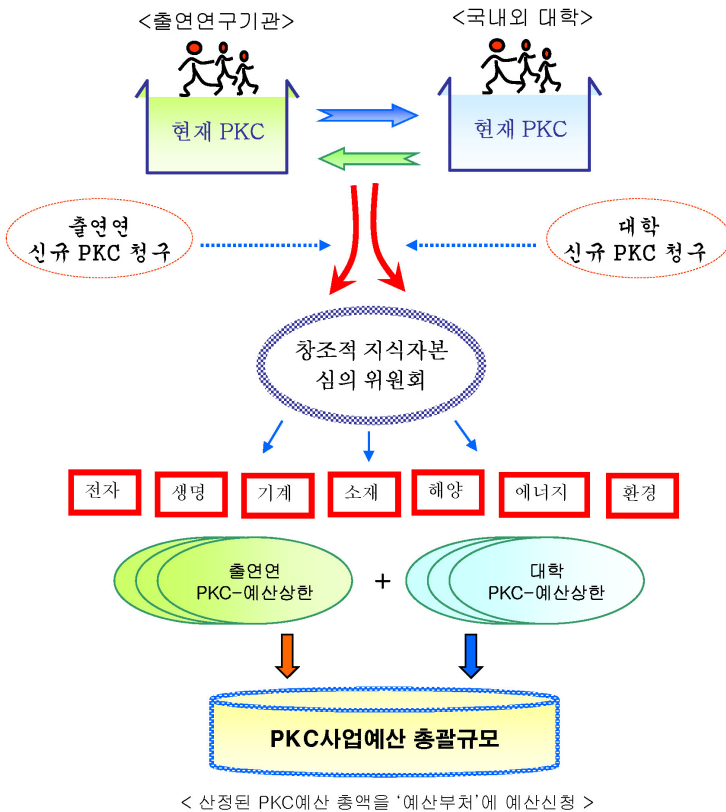 <출연연구기관>
<국내외 대학>
현재 PKC
현재 PKC
출연연
신규 PKC 청구
대학
신규 PKC 청구
창조적 지식자본
심의 위원회
전자
생명
기계
소재
해양
에너지
환경
출연연
PKC-예산상한
+
대학
PKC-예산상한
PKC사업예산 총괄규모
< 산정된 PKC예산 총액을 ‘예산부처’에 예산신청 >